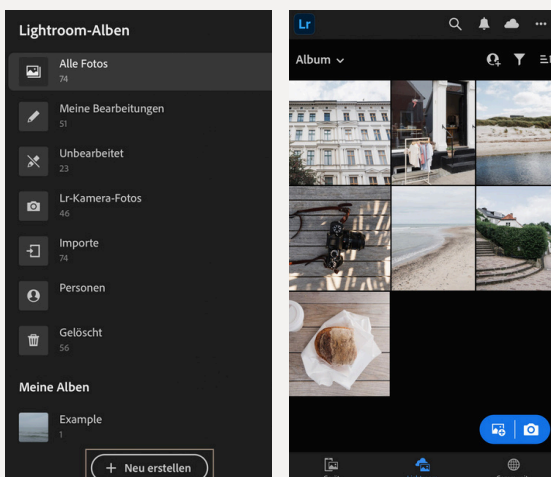 Lightroom-Alben
Alle Fotos
74
Meine Bearbeitungen
51
Unbearbeitet
23
Lr-Kamera-Fotos
46
Importe
74
Personen
Gelöscht
56
Meine Alben
Example
1
+ Neu erstellen
Lr
Album